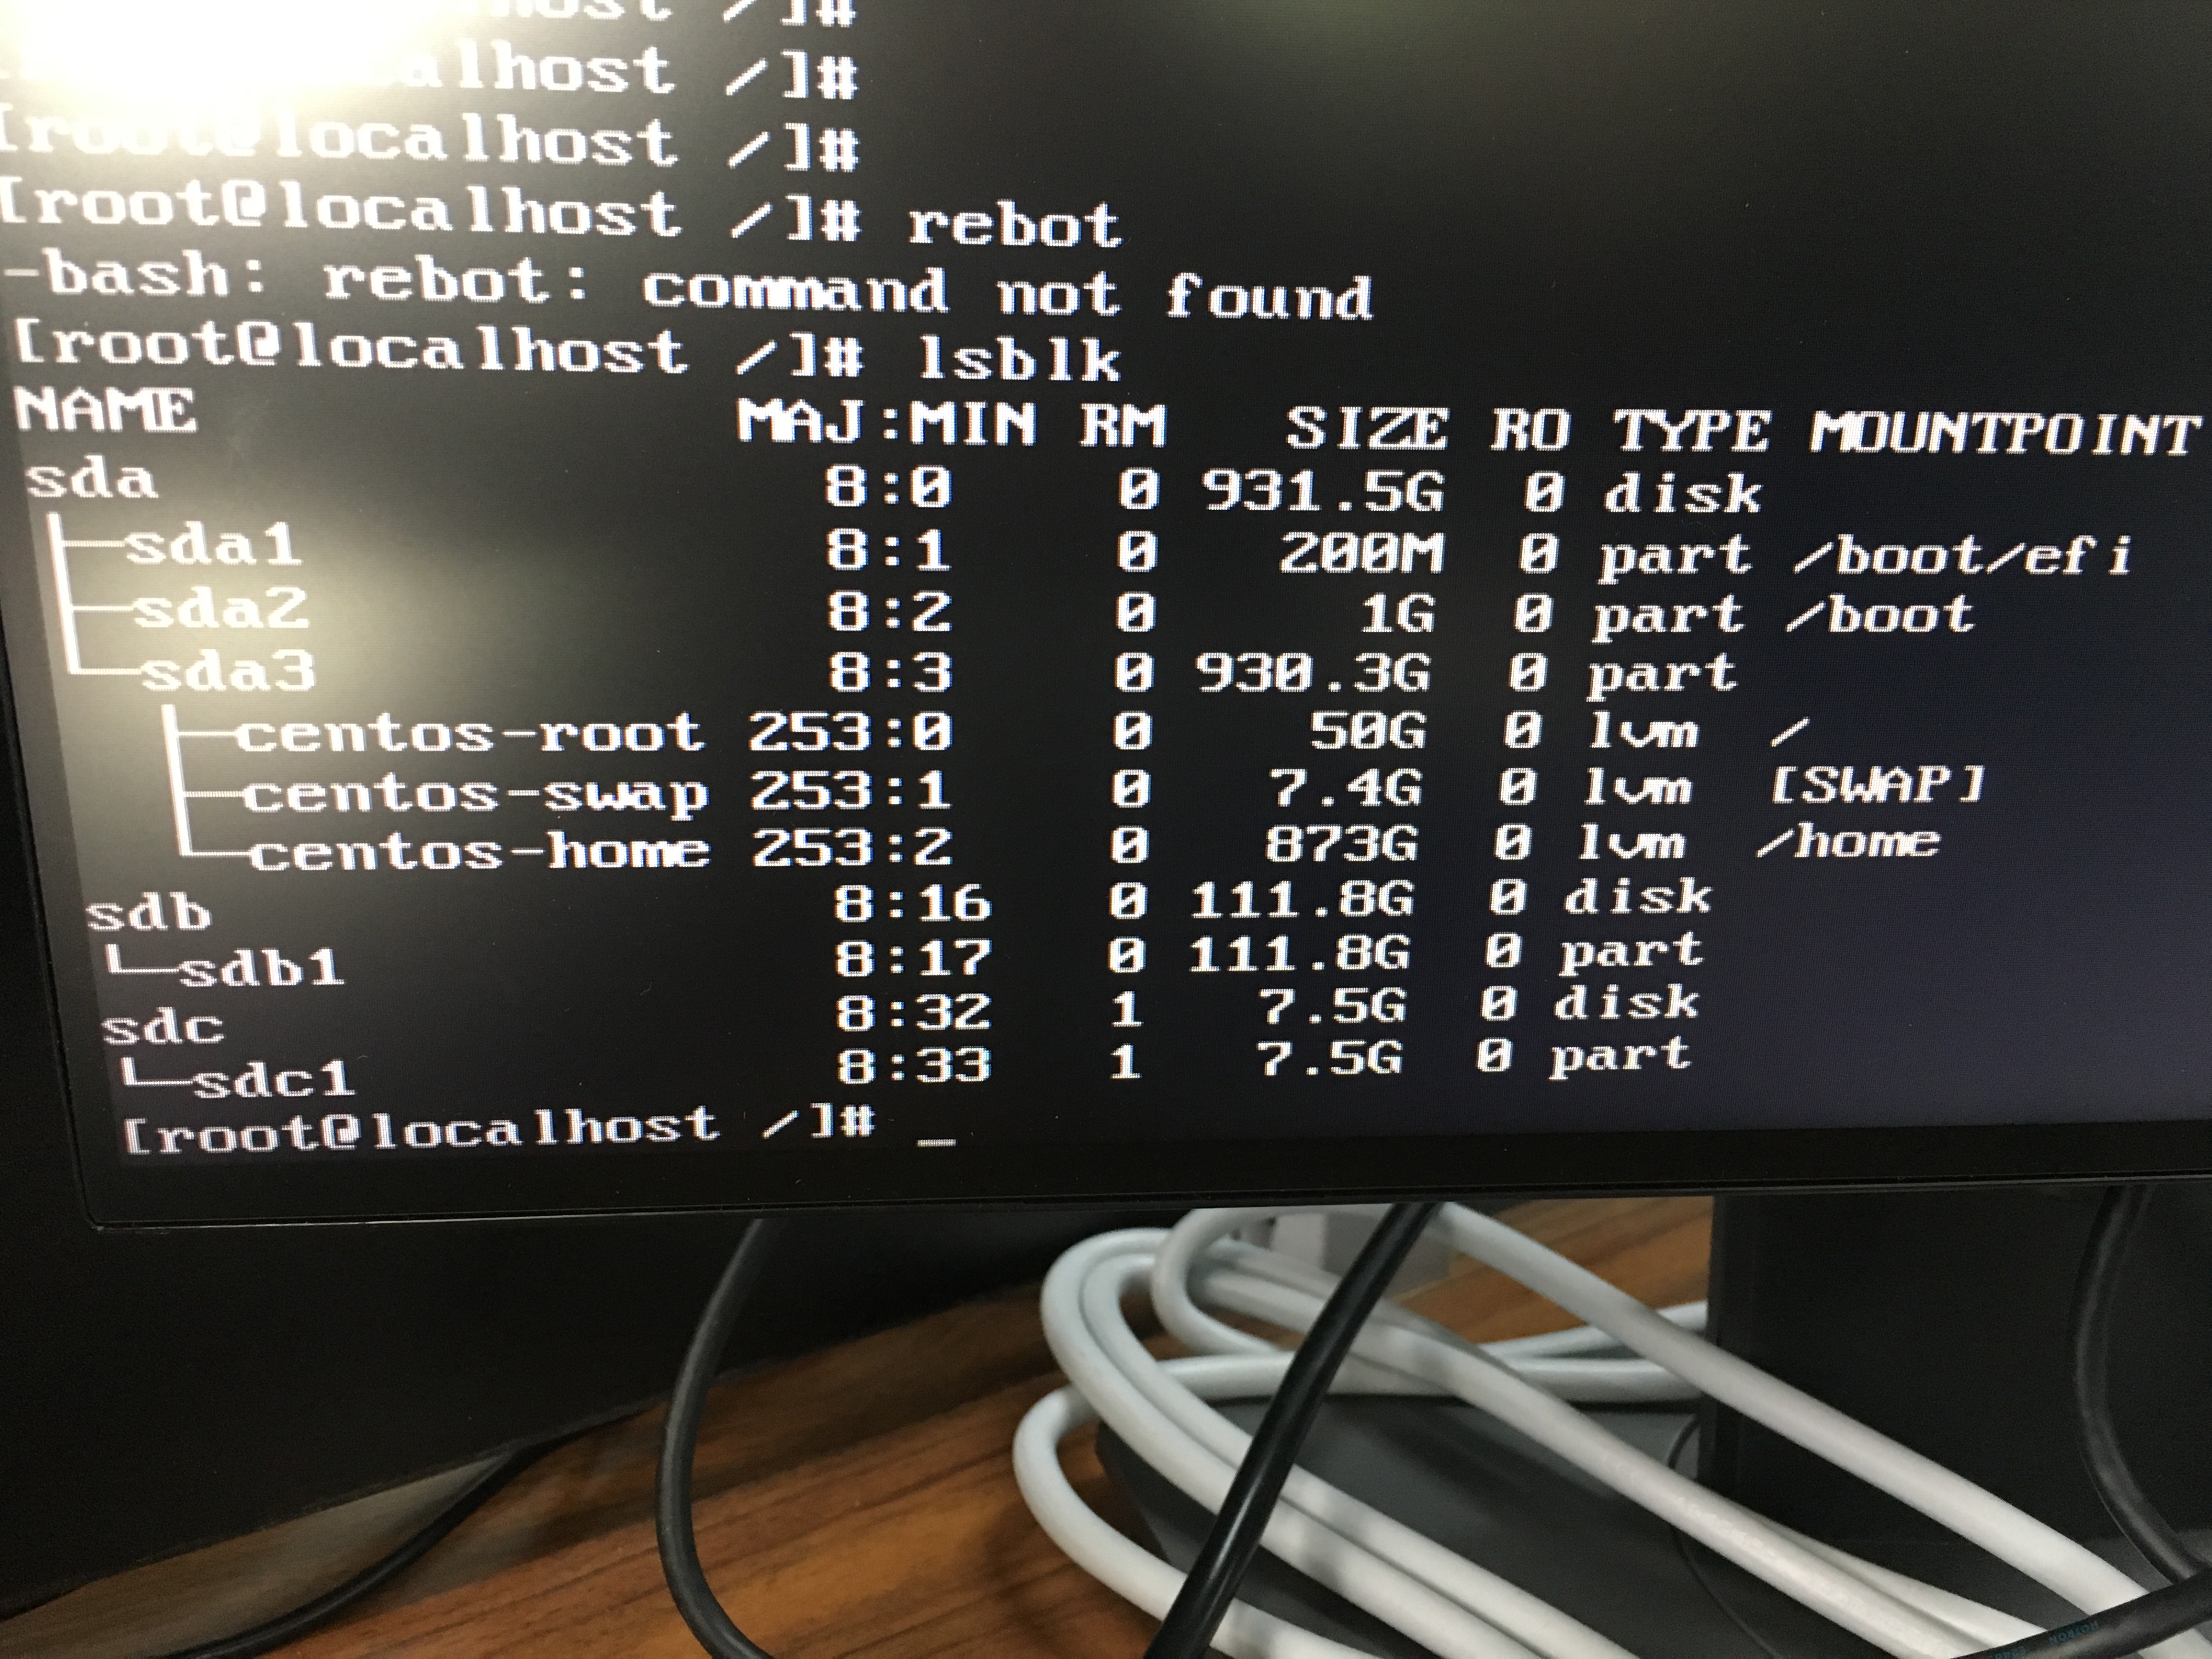 host /]#
alhost /]#
[root@localhost /]#
[root@localhost /]# rebot
-bash: rebot: command not found
[root@localhost /]# lsblk
NAME MAJ:MIN RM SIZE RO TYPE MOUNTPOINT
sda 8:0 0 931.5G 0 disk
├─sda1 8:1 0 200M 0 part /boot/efi
├─sda2 8:2 0 1G 0 part /boot
└─sda3 8:3 0 930.3G 0 part
├─centos-root 253:0 0 50G 0 lvm /
├─centos-swap 253:1 0 7.4G 0 lvm [SWAP]
└─centos-home 253:2 0 873G 0 lvm /home
sdb 8:16 0 111.8G 0 disk
└─sdb1 8:17 0 111.8G 0 part
sdc 8:32 1 7.5G 0 disk
└─sdc1 8:33 1 7.5G 0 part
[root@localhost /]# _